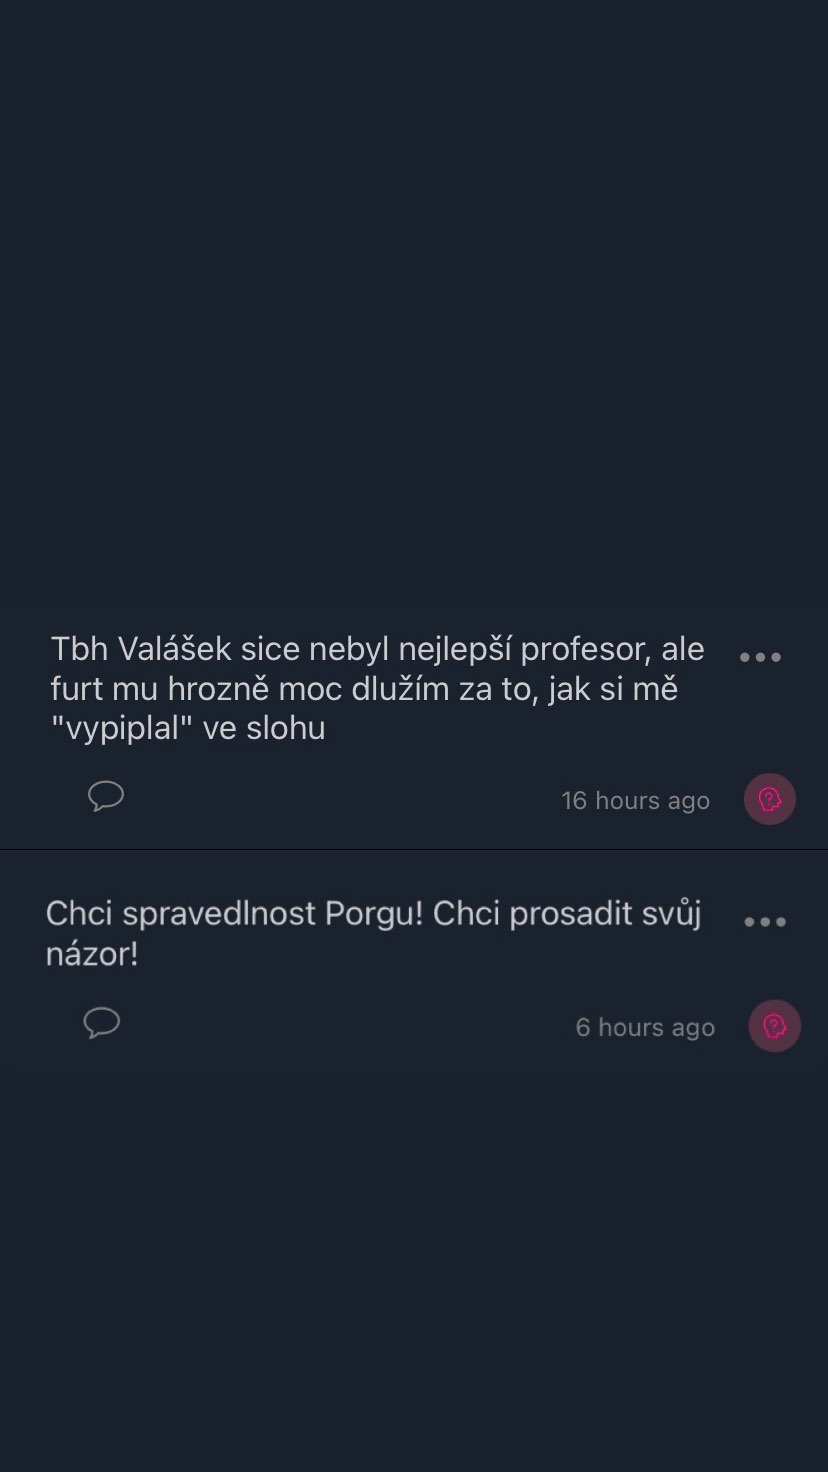 Tbh Valášek sice nebyl nejlepší profesor, ale
furt mu hrozně moc dlužím za to, jak si mě
"vypiplal" ve slohu
16 hours ago
Chci spravedlnost Porgu! Chci prosadit svůj
názor!
6 hours ago